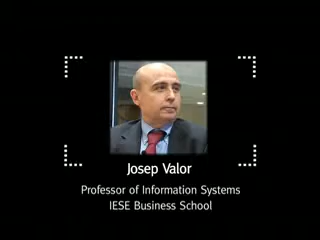 Josep Valor
Professor of Information Systems
IESE Business School